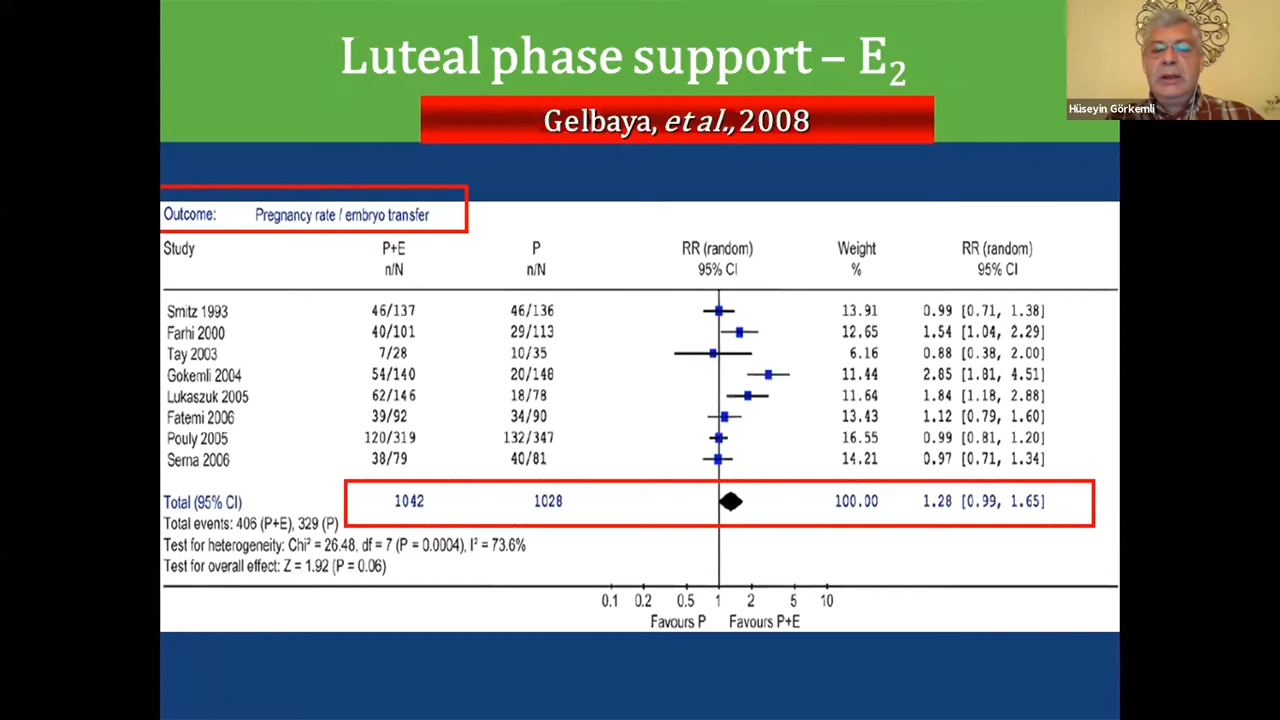 Luteal phase support – E₂
Hüseyin Görkemli
Gelbaya, et al., 2008
Outcome: Pregnancy rate / embryo transfer
Study P+E P RR (random) Weight RR (random)
n/N n/N 95% CI % 95% CI
Smitz 1993 46/137 46/136 13.91 0.99 [0.71, 1.38]
Farhi 2000 40/101 29/113 12.65 1.54 [1.04, 2.29]
Tay 2003 7/28 10/35 6.16 0.88 [0.38, 2.00]
Gokemli 2004 54/140 20/148 11.44 2.85 [1.81, 4.51]
Lukaszuk 2005 62/146 18/78 11.64 1.84 [1.18, 2.88]
Fatemi 2006 39/92 34/90 13.43 1.12 [0.79, 1.60]
Pouly 2005 120/319 132/347 16.55 0.99 [0.81, 1.20]
Serna 2006 38/79 40/81 14.21 0.97 [0.71, 1.34]
Total (95% CI) 1042 1028 100.00 1.28 [0.99, 1.65]
Total events: 406 (P+E), 329 (P)
Test for heterogeneity: Chi² = 26.48, df = 7 (P = 0.0004), I² = 73.6%
Test for overall effect: Z = 1.92 (P = 0.06)
0.1 0.2 0.5 1 2 5 10
Favours P Favours P+E